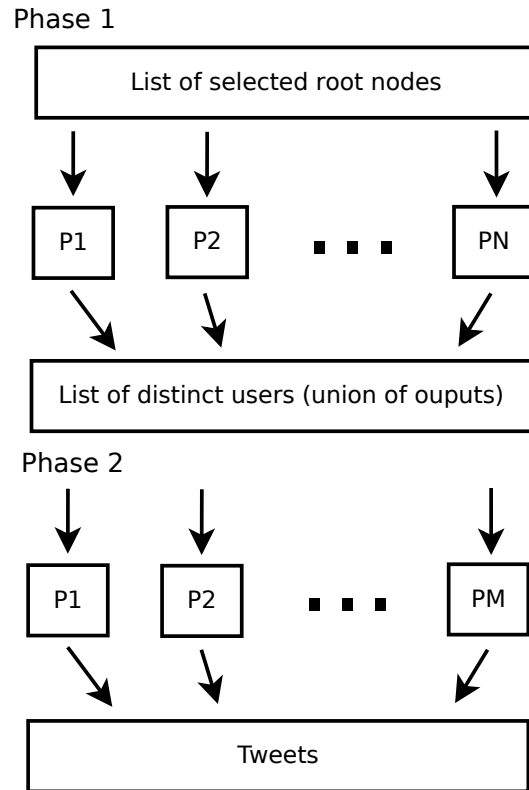 Phase 1
List of selected root nodes
P1
P2
PN
List of distinct users (union of ouputs)
Phase 2
P1
P2
PM
Tweets